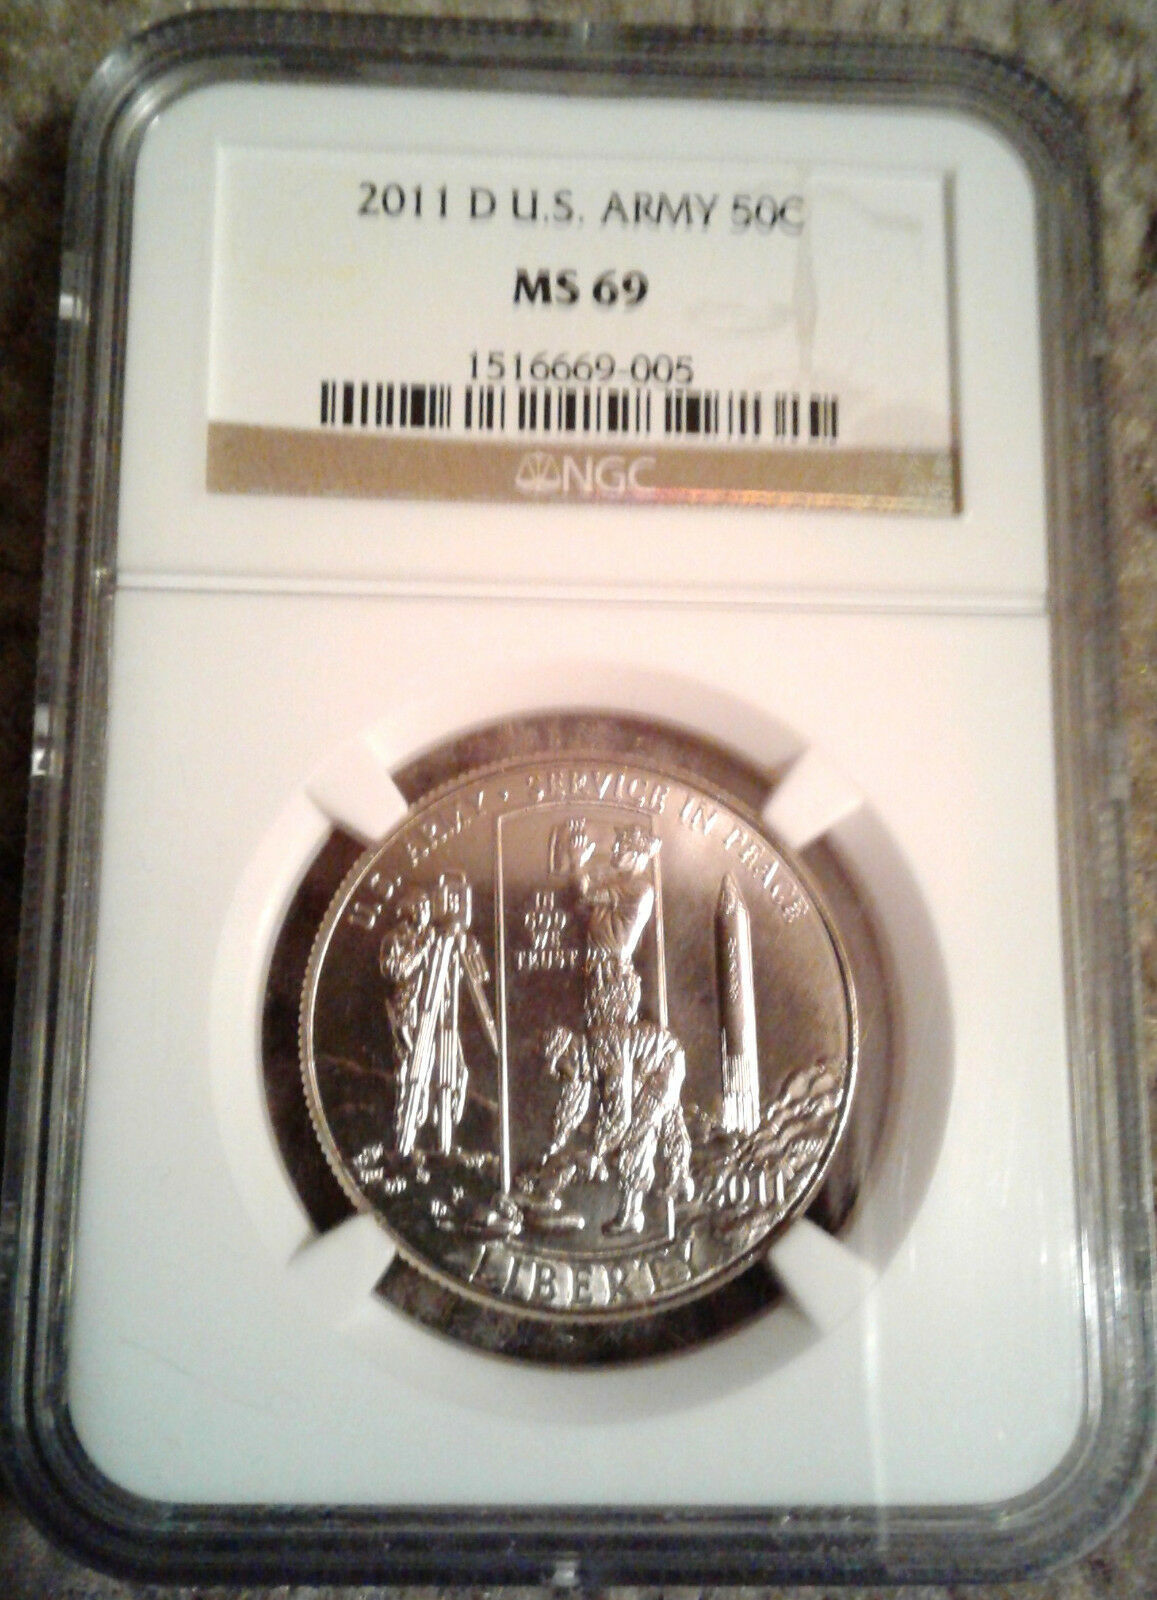 2011 D U.S. ARMY 50C
MS 69
1516669-005
NGC
U.S. ARMY • SERVICE IN PEACE
IN
GOD
WE
TRUST
2011
LIBERTY